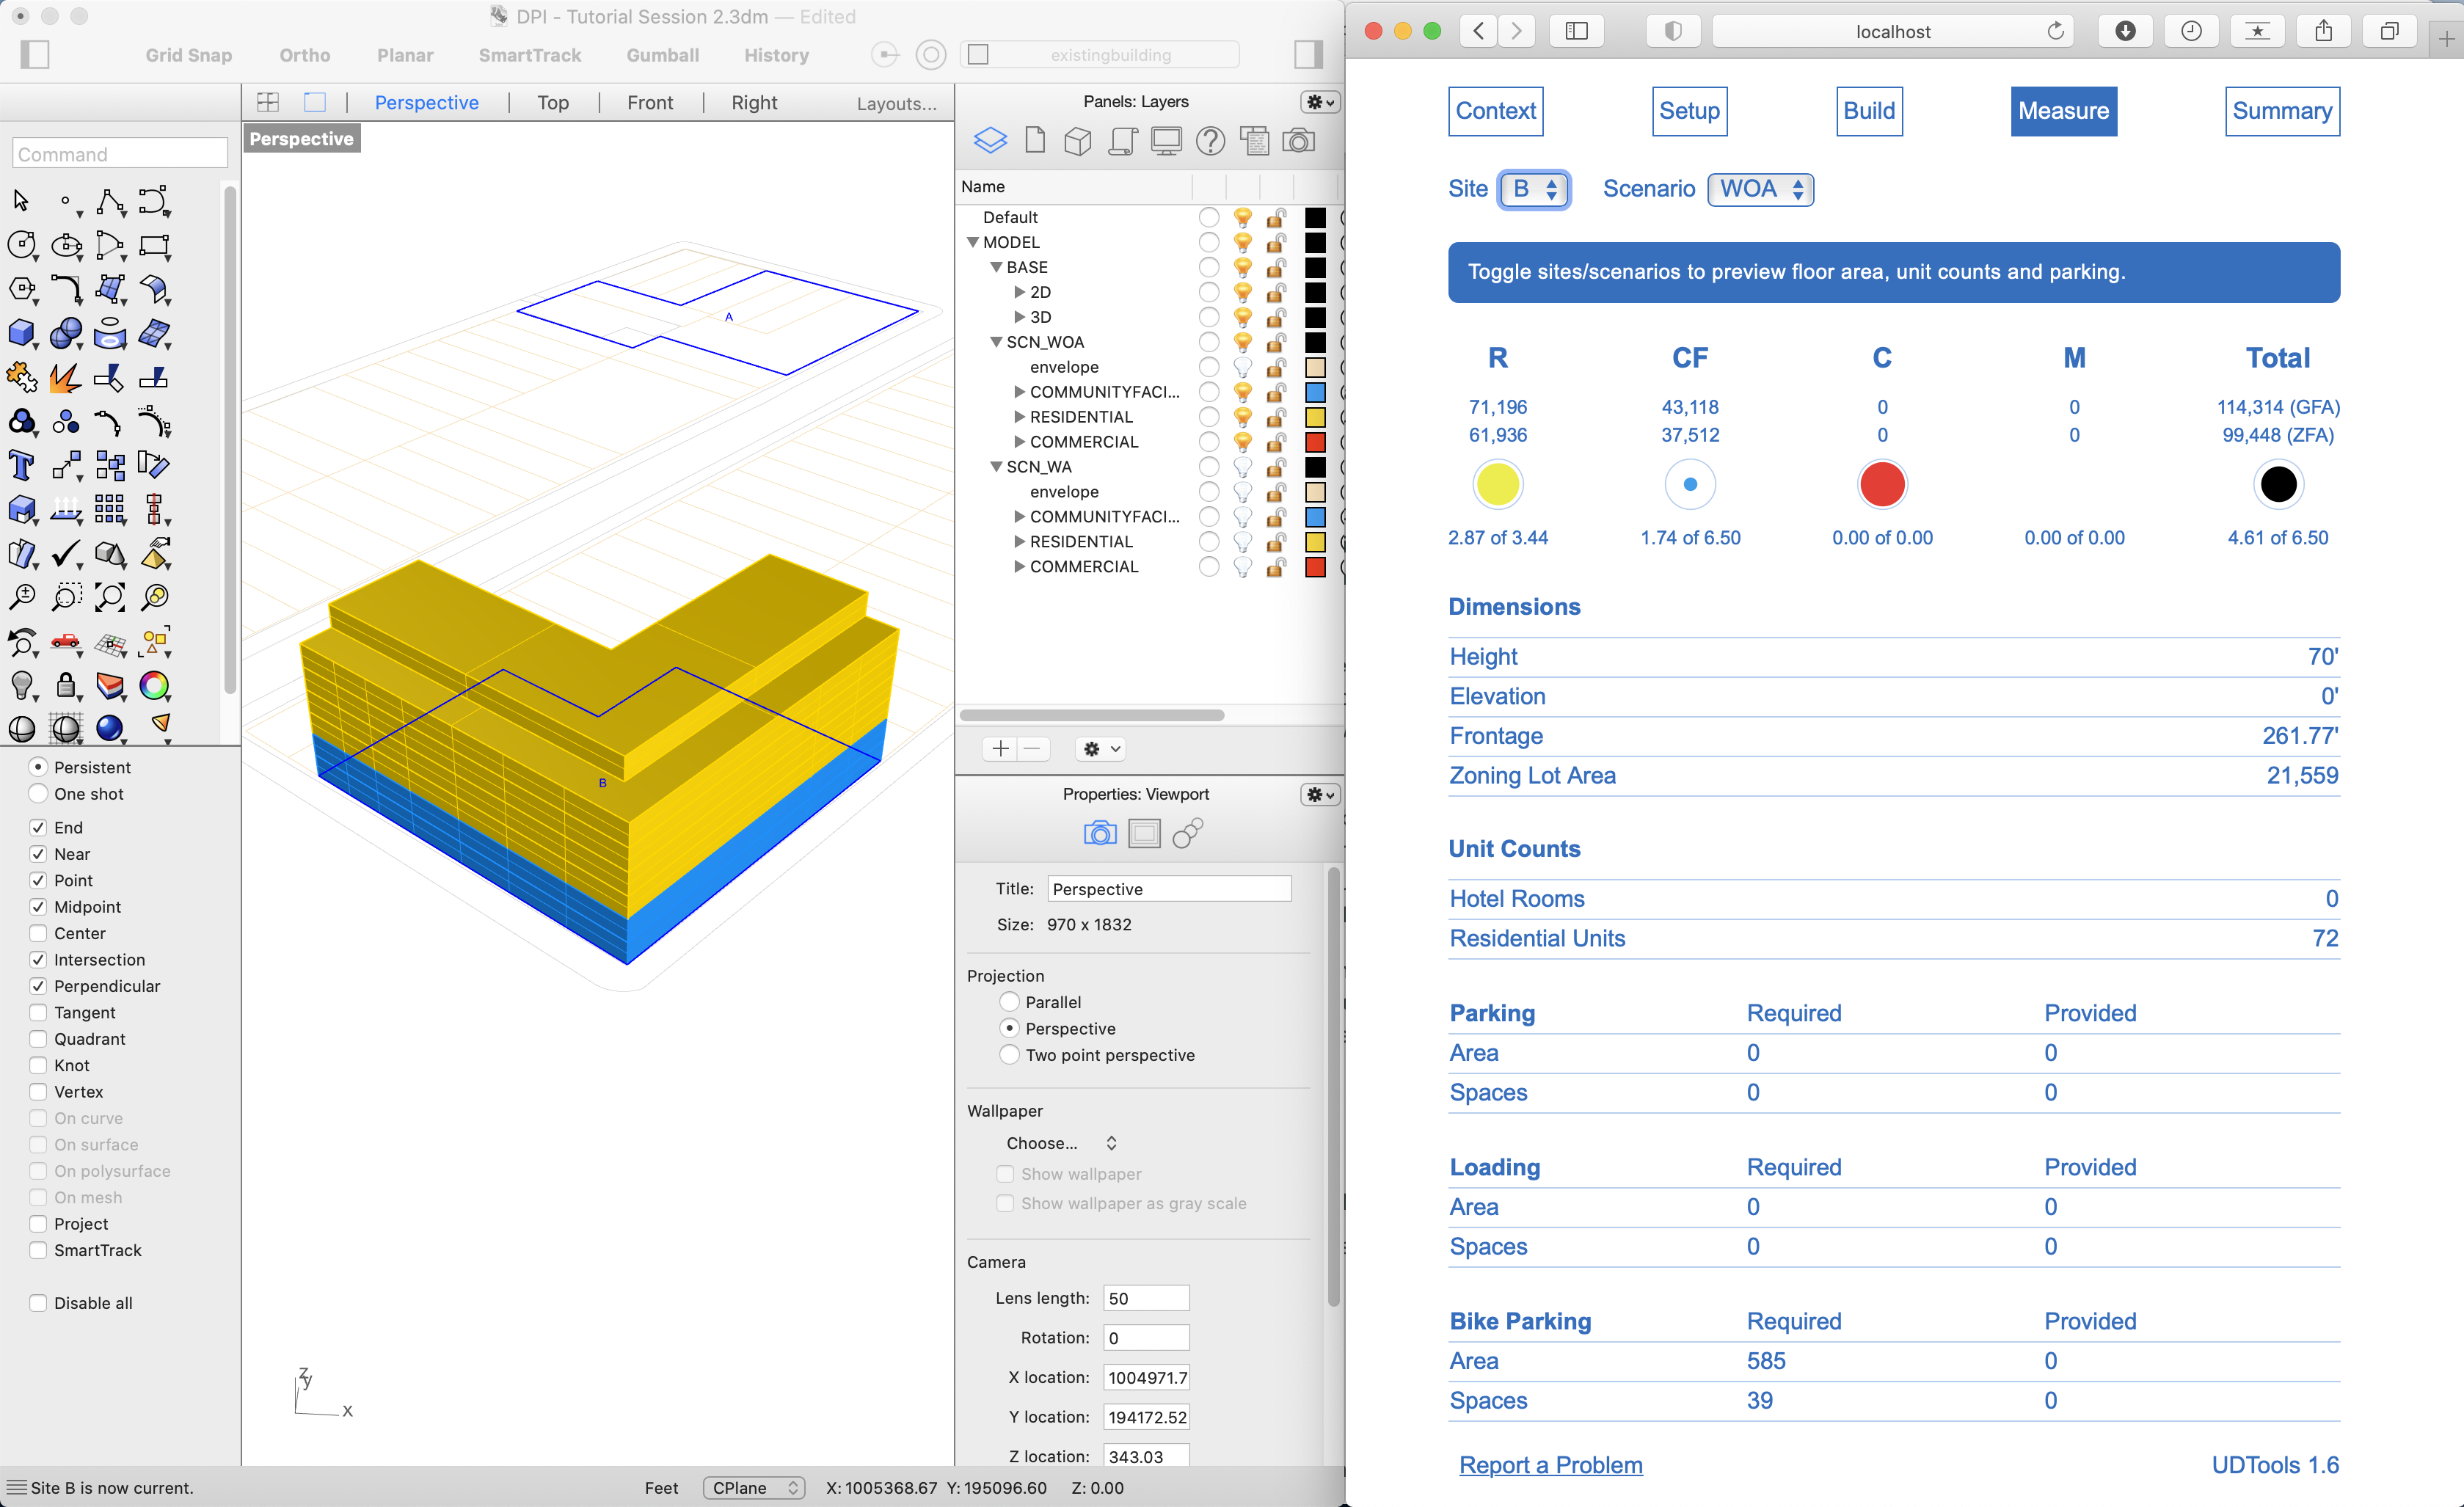 DPI - Tutorial Session 2.3dm — Edited
Grid Snap Ortho Planar SmartTrack Gumball History existingbuilding
Perspective Top Front Right Layouts...
Perspective
Command
A
B
z
y
x
Persistent
One shot
End
Near
Point
Midpoint
Center
Intersection
Perpendicular
Tangent
Quadrant
Knot
Vertex
On curve
On surface
On polysurface
On mesh
Project
SmartTrack
Disable all
Panels: Layers
Name
Default
MODEL
BASE
2D
3D
SCN_WOA
envelope
COMMUNITYFACI...
RESIDENTIAL
COMMERCIAL
SCN_WA
envelope
COMMUNITYFACI...
RESIDENTIAL
COMMERCIAL
Properties: Viewport
Title: Perspective
Size: 970 x 1832
Projection
Parallel
Perspective
Two point perspective
Wallpaper
Choose...
Show wallpaper
Show wallpaper as gray scale
Camera
Lens length: 50
Rotation: 0
X location: 1004971.7
Y location: 194172.52
Z location: 343.03
Site B is now current. Feet CPlane X: 1005368.67 Y: 195096.60 Z: 0.00
localhost
Context Setup Build Measure Summary
Site B Scenario WOA
Toggle sites/scenarios to preview floor area, unit counts and parking.
R CF C M Total
71,196 43,118 0 0 114,314 (GFA)
61,936 37,512 0 0 99,448 (ZFA)
2.87 of 3.44 1.74 of 6.50 0.00 of 0.00 0.00 of 0.00 4.61 of 6.50
Dimensions
Height 70'
Elevation 0'
Frontage 261.77'
Zoning Lot Area 21,559
Unit Counts
Hotel Rooms 0
Residential Units 72
Parking Required Provided
Area 0 0
Spaces 0 0
Loading Required Provided
Area 0 0
Spaces 0 0
Bike Parking Required Provided
Area 585 0
Spaces 39 0
Report a Problem UDTools 1.6